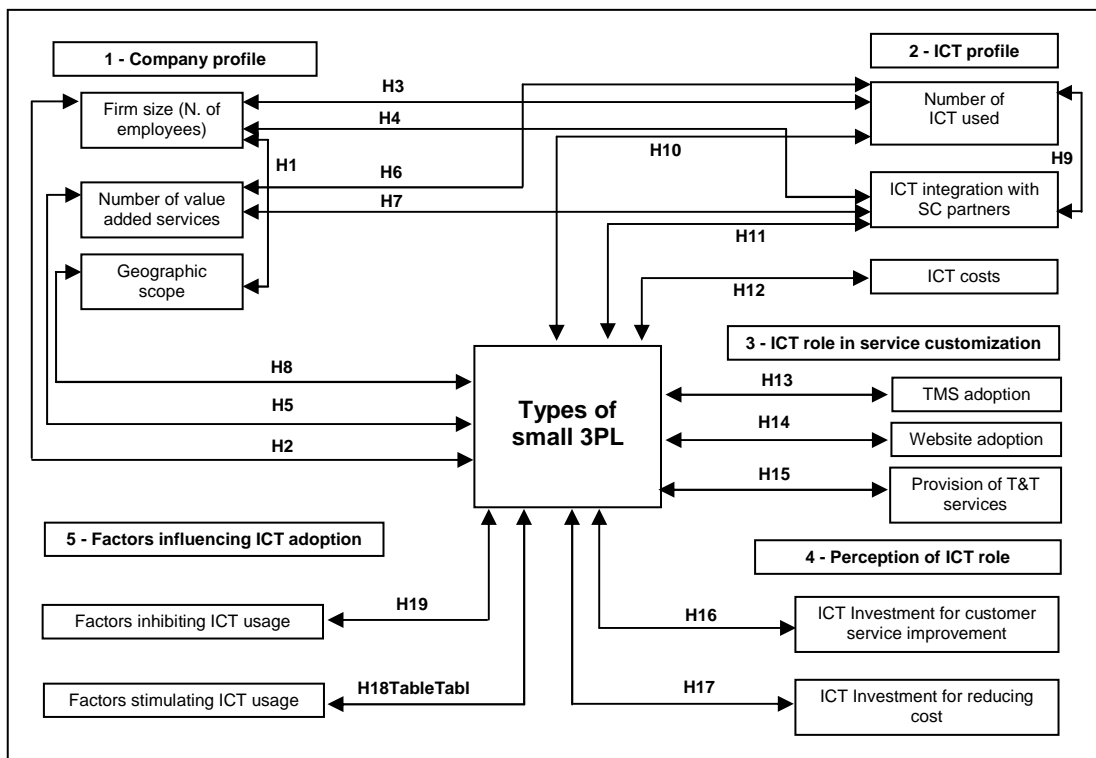 1 - Company profile
2 - ICT profile
Firm size (N. of
employees)
H3
Number of
ICT used
H4
H1
H10
H9
H6
Number of value
added services
H7
ICT integration with
SC partners
H11
Geographic
scope
H12
ICT costs
3 - ICT role in service customization
H8
Types of
small 3PL
H13
TMS adoption
H5
H14
Website adoption
H2
H15
Provision of T&T
services
5 - Factors influencing ICT adoption
4 - Perception of ICT role
Factors inhibiting ICT usage
H19
H16
ICT Investment for customer
service improvement
Factors stimulating ICT usage
H18TableTabl
H17
ICT Investment for reducing
cost